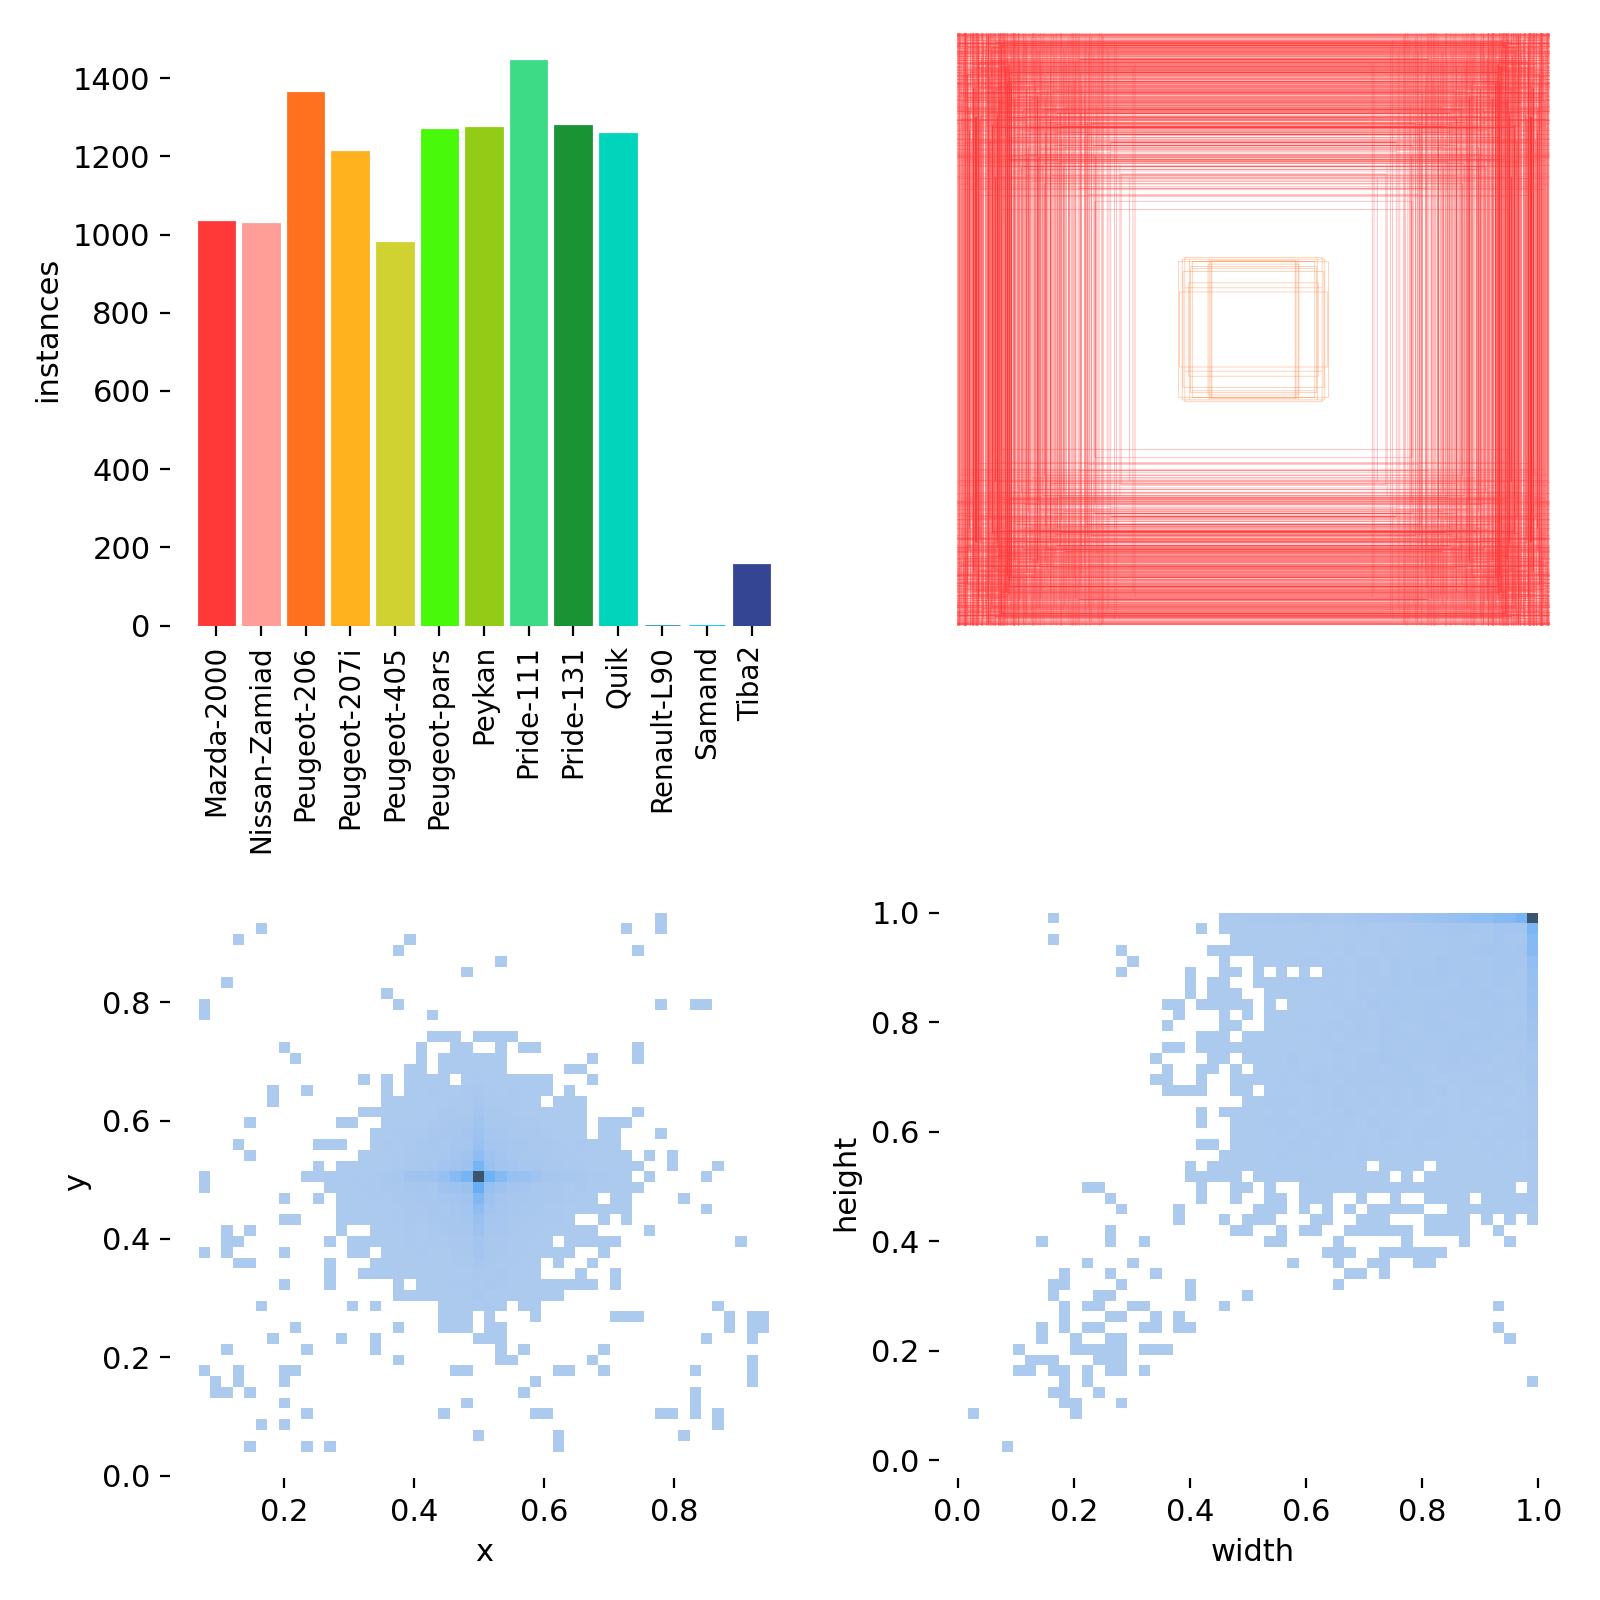 1400
1200
1000
800
600
400
200
0
instances
Mazda-2000
Nissan-Zamiad
Peugeot-206
Peugeot-207i
Peugeot-405
Peugeot-pars
Peykan
Pride-111
Pride-131
Quik
Renault-L90
Samand
Tiba2
0.8
0.6
0.4
0.2
0.0
y
0.2 0.4 0.6 0.8
x
1.0
0.8
0.6
0.4
0.2
0.0
height
0.0 0.2 0.4 0.6 0.8 1.0
width